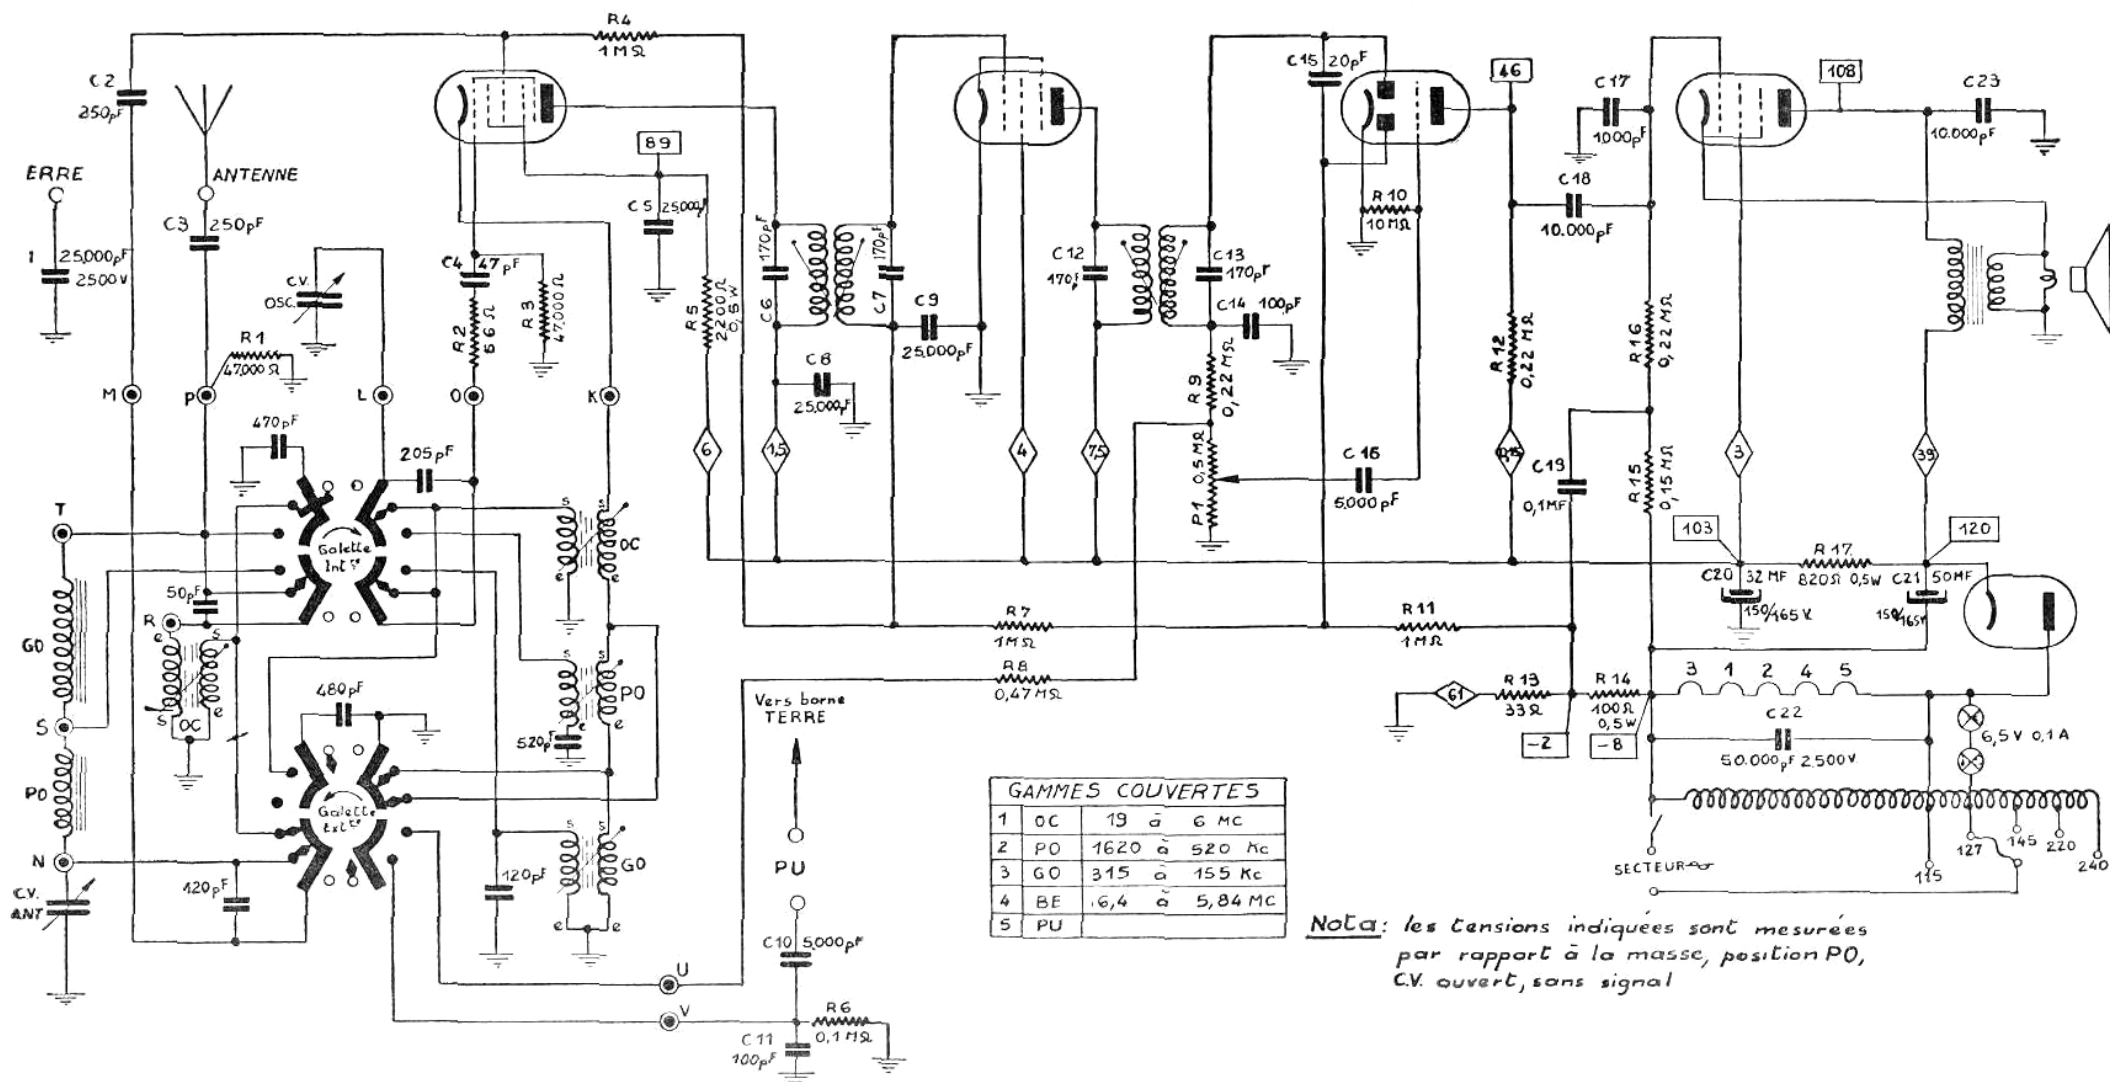 R4
1MΩ
C2
250pF
ERRE
ANTENNE
1
25.000pF
2500V
C3
250pF
C.V.
OSC.
R1
47.000Ω
C4
47pF
R2
56Ω
R3
47.000Ω
89
C5
25.000pF
R5
2200Ω
0,5W
170pF
C6
170pF
C7
C8
25.000pF
C9
25.000pF
C12
170pF
C13
170pF
C14
100pF
R9
0,22MΩ
P1
0,5MΩ
C15
20pF
R10
10MΩ
46
C17
1000pF
C18
10.000pF
108
C23
10.000pF
R12
0,22MΩ
R16
0,22MΩ
R15
0,15MΩ
C16
5.000pF
C19
0,1MF
M
P
L
O
K
6
1,5
4
7,5
0,15
3
39
470pF
205pF
T
Galette
Int re
50pF
R
e
s
s
OC
GO
S
PO
N
C.V.
ANT
120pF
480pF
Galette
Ext re
s
s
OC
e
e
s
s
PO
520pF
e
e
s
s
GO
e
e
120pF
103
120
R17
820Ω 0,5W
C20
32MF
150/165V
C21
50MF
150/165V
R7
1MΩ
R11
1MΩ
R8
0,47MΩ
Vers borne
TERRE
PU
C10
5.000pF
C11
100pF
R6
0,1MΩ
U
V
61
R13
33Ω
R14
100Ω
0,5W
-2
-8
3 1 2 4 5
C22
50.000pF 2.500V
6,5V 0,1A
SECTEUR
115
127
145
220
240
GAMMES COUVERTES
1 OC 19 à 6 MC
2 PO 1620 à 520 Kc
3 GO 315 à 155 Kc
4 BE 6,4 à 5,84 MC
5 PU
Nota: les tensions indiquées sont mesurées
par rapport à la masse, position PO,
C.V. ouvert, sans signal